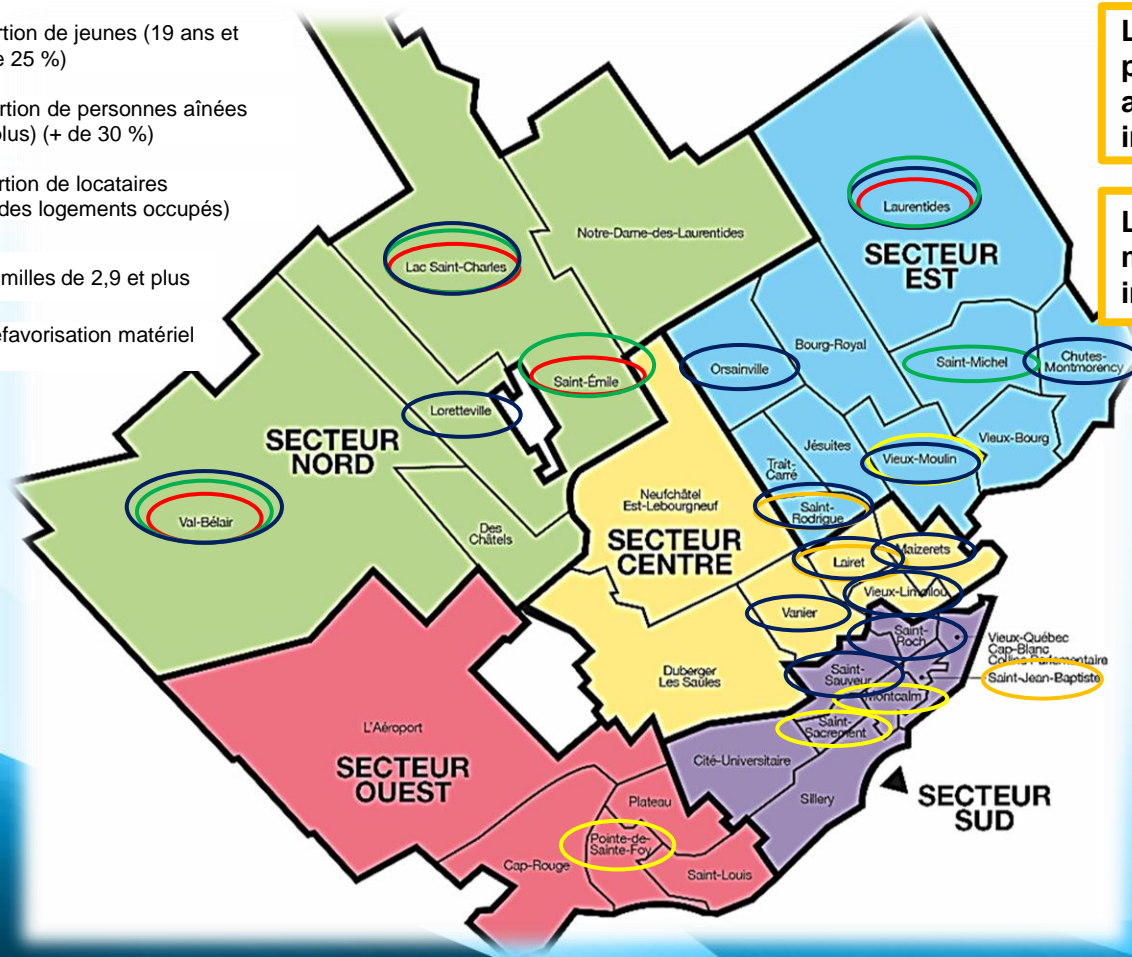 rtion de jeunes (19 ans et
e 25 %)
rtion de personnes aînées
plus) (+ de 30 %)
rtion de locataires
des logements occupés)
milles de 2,9 et plus
favorisation matériel
L
p
a
i
L
n
i
Laurentides
SECTEUR
EST
Notre-Dame-des-Laurentides
Lac Saint-Charles
Bourg-Royal
Orsainville
Saint-Michel
Chutes-
Montmorency
Saint-Émile
Loretteville
SECTEUR
NORD
Vieux-Bourg
Jésuites
Vieux-Moulin
Trait-
Carré
Saint-
Rodrigue
Val-Bélair
Des
Châtels
Neufchâtel
Est-Lebourgneuf
SECTEUR
CENTRE
Lairet
Maizerets
Vieux-Limoilou
Vanier
Saint-
Roch
Vieux-Québec
Cap-Blanc
Colline Parlementaire
Saint-Jean-Baptiste
Duberger
Les Saules
Saint-
Sauveur
Montcalm
Saint-
Sacrement
L'Aéroport
SECTEUR
OUEST
Cité-Universitaire
Sillery
SECTEUR
SUD
Plateau
Pointe-de-
Sainte-Foy
Cap-Rouge
Saint-Louis